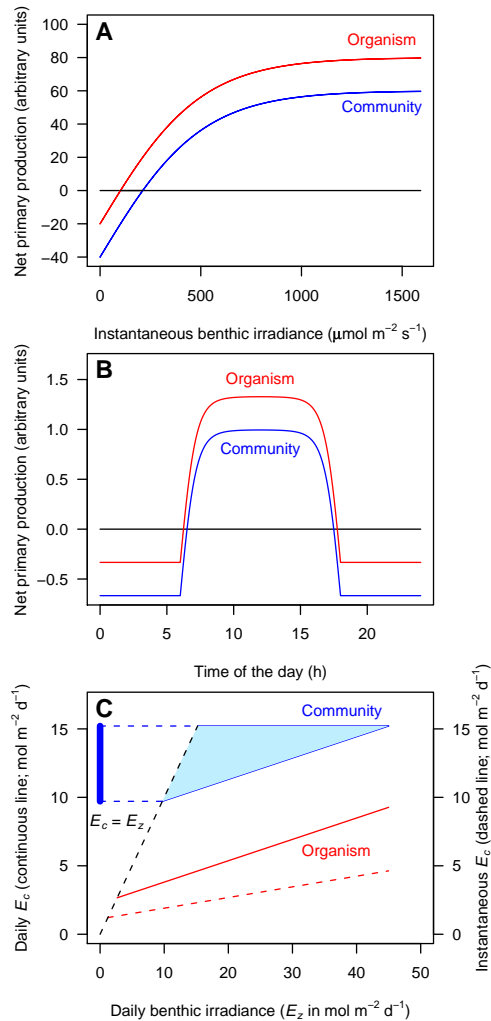 A
Organism
Community
Net primary production (arbitrary units)
100
80
60
40
20
0
−20
−40
0 500 1000 1500
Instantaneous benthic irradiance (μmol m⁻² s⁻¹)
B
Organism
Community
Net primary production (arbitrary units)
1.5
1.0
0.5
0.0
−0.5
0 5 10 15 20
Time of the day (h)
C
Community
E_c = E_z
Organism
Daily E_c (continuous line; mol m⁻² d⁻¹)
15
10
5
0
Instantaneous E_c (dashed line; mol m⁻² d⁻¹)
15
10
5
0
0 10 20 30 40 50
Daily benthic irradiance (E_z in mol m⁻² d⁻¹)